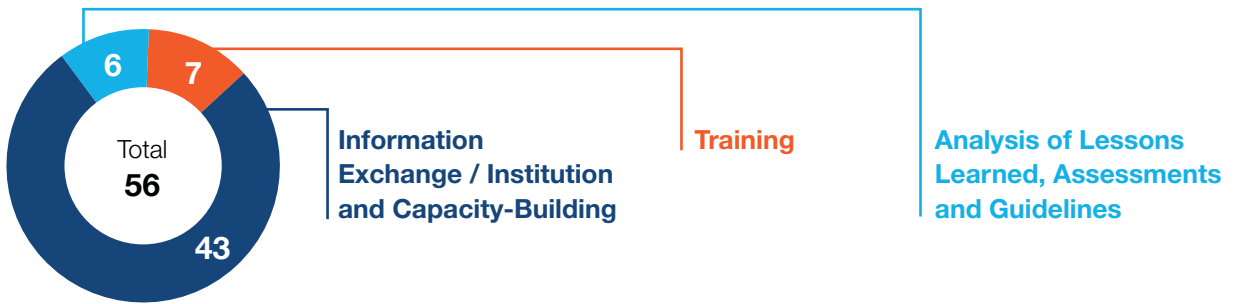 6
7
Total
56
43
Information
Exchange / Institution
and Capacity-Building
Training
Analysis of Lessons
Learned, Assessments
and Guidelines